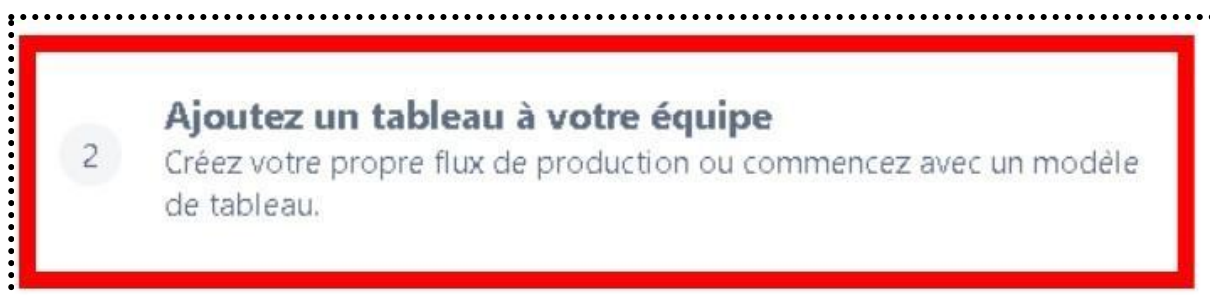 Ajoutez un tableau à votre équipe
2
Créez votre propre flux de production ou commencez avec un modèle
de tableau.